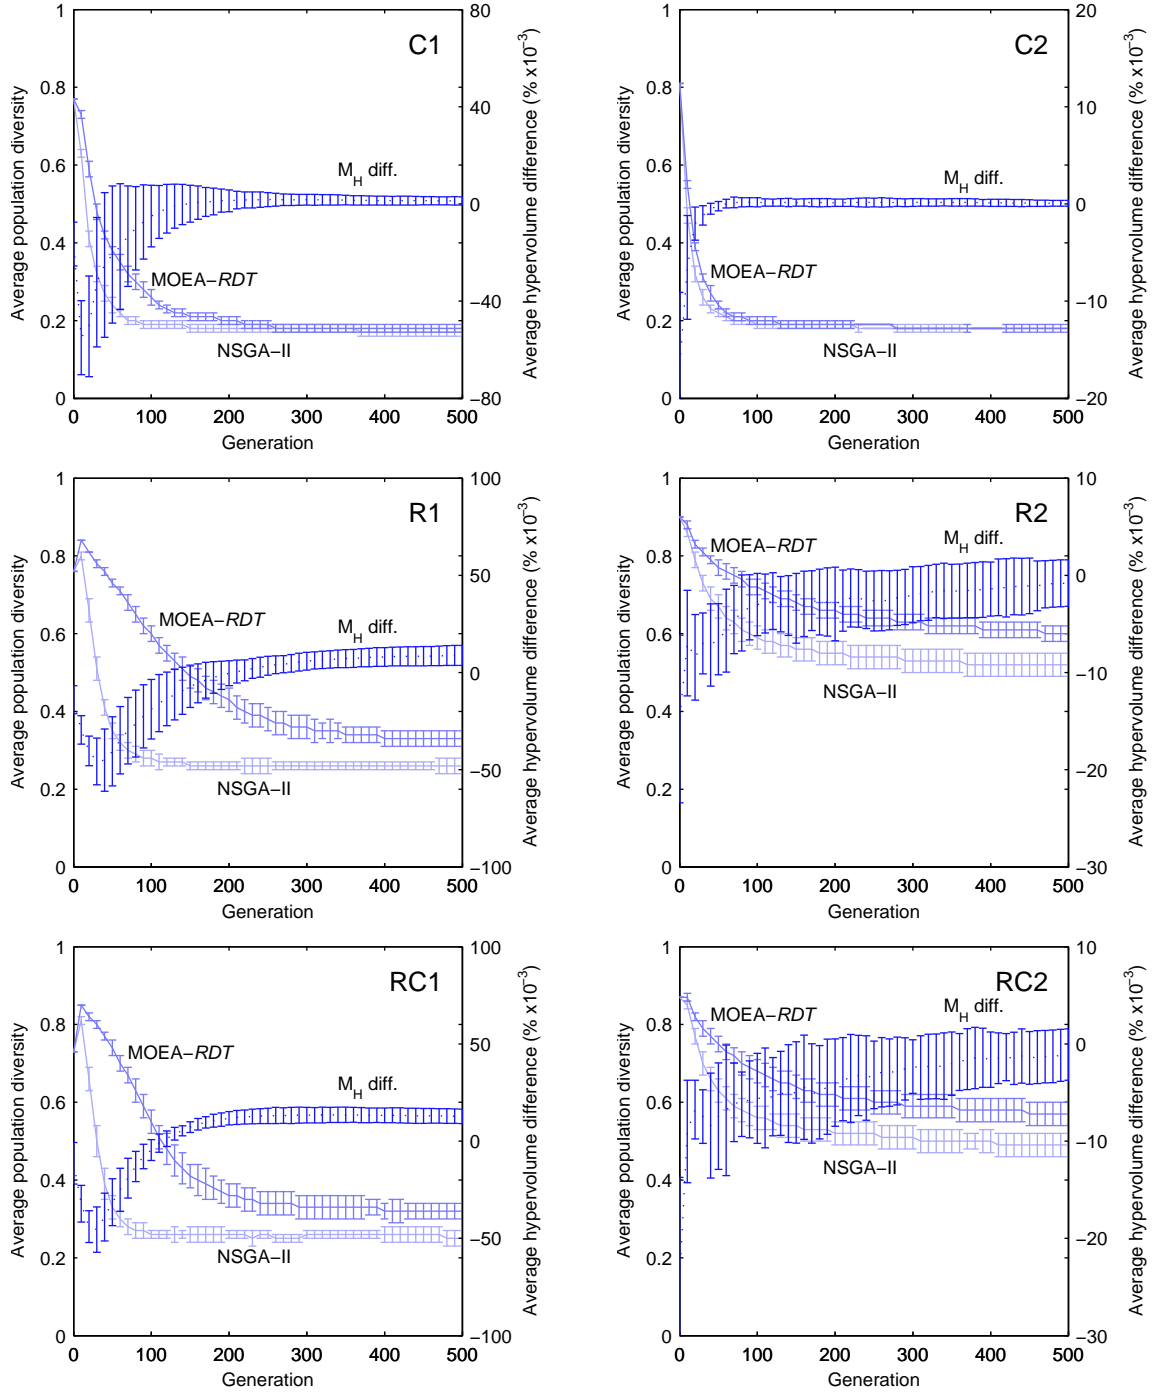 C1
Average population diversity
Average hypervolume difference (% x10−3)
1
0.8
0.6
0.4
0.2
0
80
40
0
−40
−80
M_H diff.
MOEA−RDT
NSGA−II
0 100 200 300 400 500
Generation
C2
Average population diversity
Average hypervolume difference (% x10−3)
1
0.8
0.6
0.4
0.2
0
20
10
0
−10
−20
M_H diff.
MOEA−RDT
NSGA−II
0 100 200 300 400 500
Generation
R1
Average population diversity
Average hypervolume difference (% x10−3)
1
0.8
0.6
0.4
0.2
0
100
50
0
−50
−100
MOEA−RDT
M_H diff.
NSGA−II
0 100 200 300 400 500
Generation
R2
Average population diversity
Average hypervolume difference (% x10−3)
1
0.8
0.6
0.4
0.2
0
10
0
−10
−20
−30
MOEA−RDT
M_H diff.
NSGA−II
0 100 200 300 400 500
Generation
RC1
Average population diversity
Average hypervolume difference (% x10−3)
1
0.8
0.6
0.4
0.2
0
100
50
0
−50
−100
MOEA−RDT
M_H diff.
NSGA−II
0 100 200 300 400 500
Generation
RC2
Average population diversity
Average hypervolume difference (% x10−3)
1
0.8
0.6
0.4
0.2
0
10
0
−10
−20
−30
MOEA−RDT
M_H diff.
NSGA−II
0 100 200 300 400 500
Generation